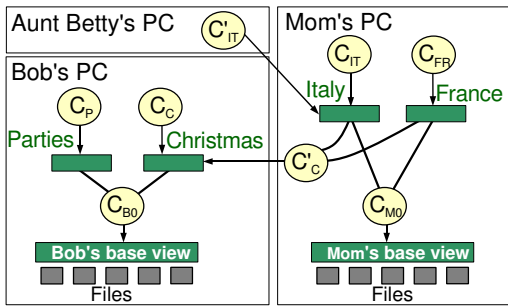 Aunt Betty's PC
C'IT
Mom's PC
Bob's PC
CIT
CFR
Italy
France
CP
CC
Parties
Christmas
C'C
CB0
CM0
Bob's base view
Mom's base view
Files
Files